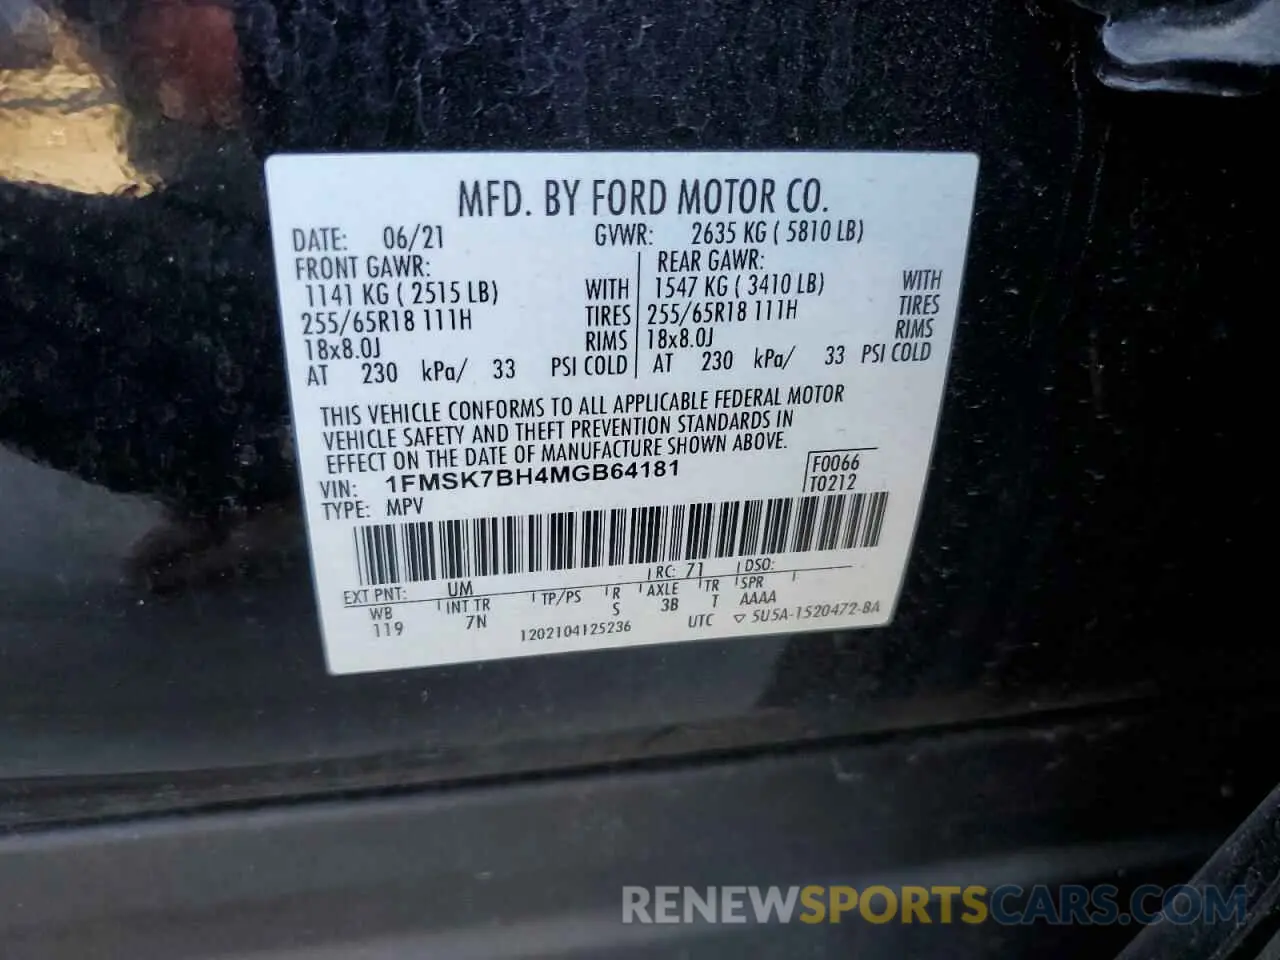 MFD. BY FORD MOTOR CO.
DATE: 06/21 GVWR: 2635 KG ( 5810 LB)
FRONT GAWR: REAR GAWR:
1141 KG ( 2515 LB) WITH 1547 KG ( 3410 LB) WITH
255/65R18 111H TIRES 255/65R18 111H TIRES
18x8.0J RIMS 18x8.0J RIMS
AT 230 kPa/ 33 PSI COLD AT 230 kPa/ 33 PSI COLD
THIS VEHICLE CONFORMS TO ALL APPLICABLE FEDERAL MOTOR
VEHICLE SAFETY AND THEFT PREVENTION STANDARDS IN
EFFECT ON THE DATE OF MANUFACTURE SHOWN ABOVE.
VIN: 1FMSK7BH4MGB64181 F0066
TYPE: MPV T0212
EXT PNT: UM RC: 71 DSO:
WB INT TR TP/PS R AXLE TR SPR
119 7N S 3B T AAAA
1202104125236 UTC ▽ 5U5A-1520472-BA
RENEWSPORTSCARS.COM